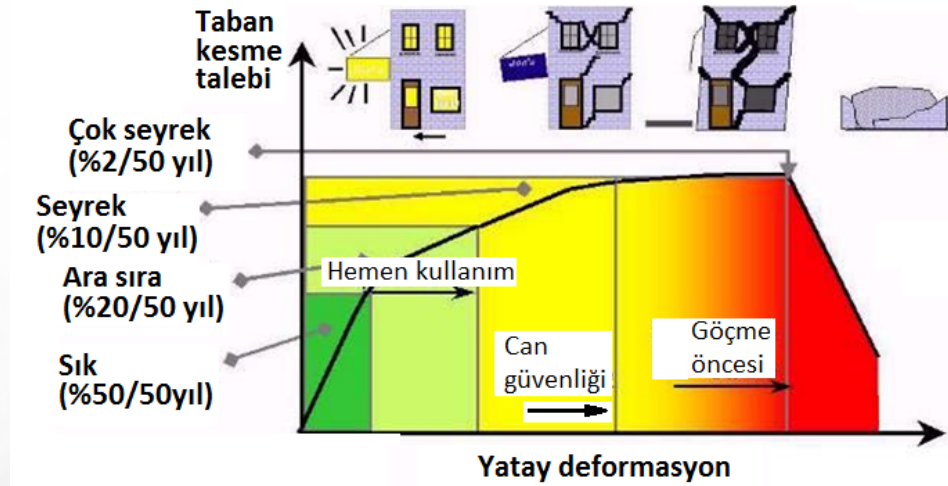 Taban
kesme
talebi
Çok seyrek
(%2/50 yıl)
Seyrek
(%10/50 yıl)
Ara sıra
(%20/50 yıl)
Sık
(%50/50yıl)
Hemen kullanım
Can
güvenliği
Göçme
öncesi
Yatay deformasyon